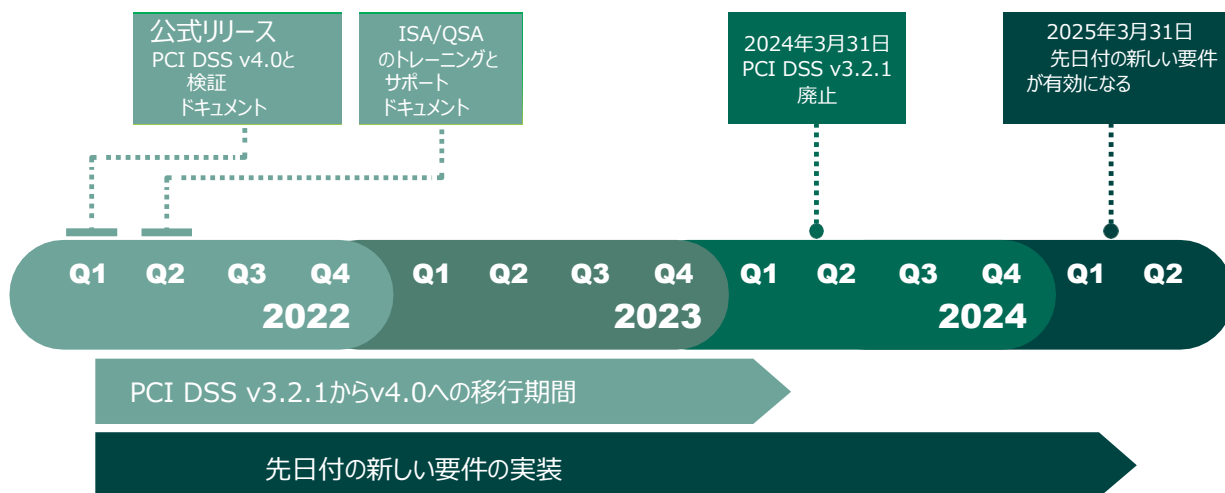 公式リリース
PCI DSS v4.0と
検証
ドキュメント
ISA/QSA
のトレーニングと
サポート
ドキュメント
2024年3月31日
PCI DSS v3.2.1
廃止
2025年3月31日
先日付の新しい要件
が有効になる
Q1 Q2 Q3 Q4 Q1 Q2 Q3 Q4 Q1 Q2 Q3 Q4 Q1 Q2
2022 2023 2024
PCI DSS v3.2.1からv4.0への移行期間
先日付の新しい要件の実装